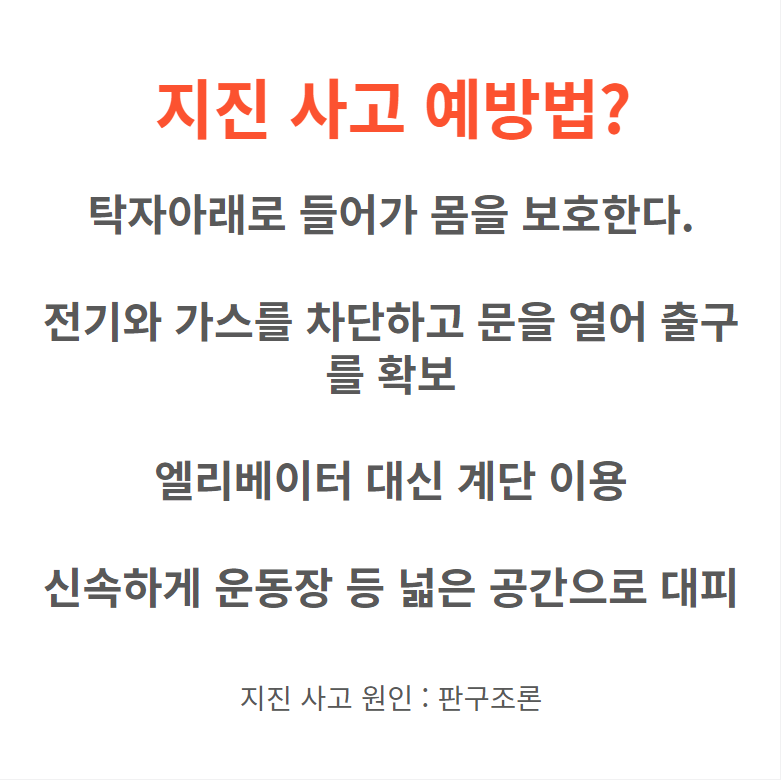 지진 사고 예방법?
탁자아래로 들어가 몸을 보호한다.
전기와 가스를 차단하고 문을 열어 출구
를 확보
엘리베이터 대신 계단 이용
신속하게 운동장 등 넓은 공간으로 대피
지진 사고 원인 : 판구조론